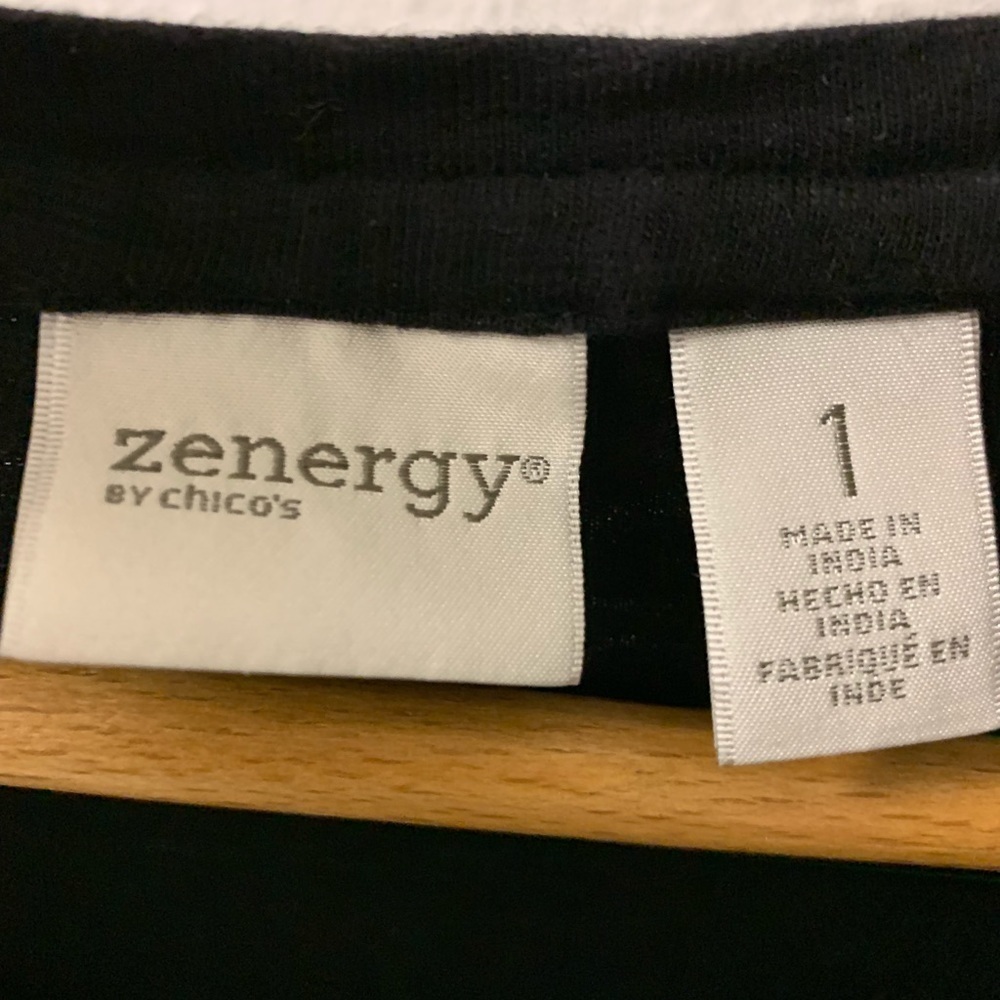 zenergy®
BY CHICO'S
1
MADE IN
INDIA
HECHO EN
INDIA
FABRIQUÉ EN
INDE